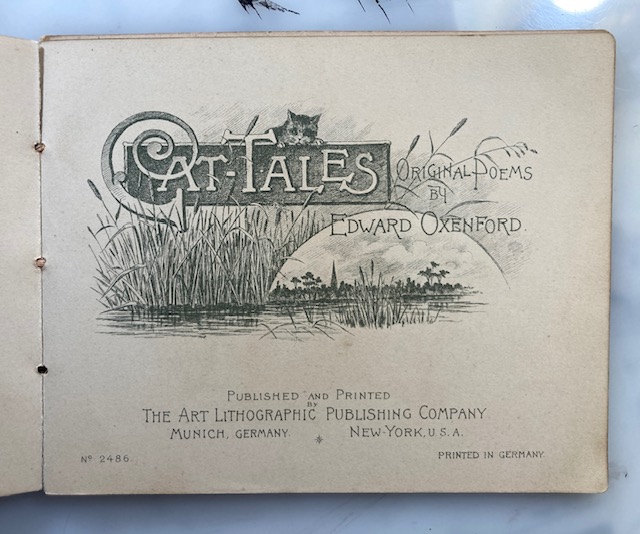 CAT-TALES
ORIGINAL POEMS
BY
EDWARD OXENFORD.
PUBLISHED AND PRINTED
BY
THE ART LITHOGRAPHIC PUBLISHING COMPANY
MUNICH, GERMANY. NEW-YORK, U.S.A.
No 2486.
PRINTED IN GERMANY.